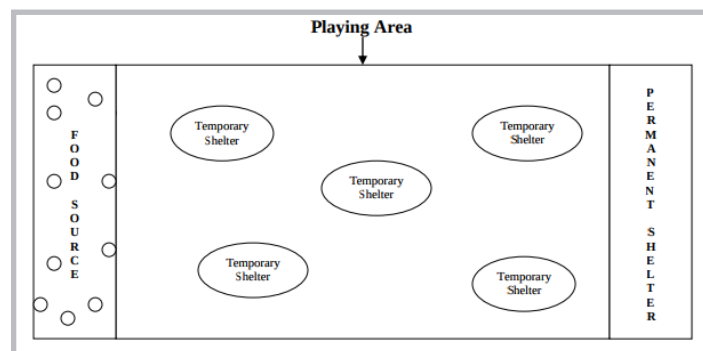 Playing Area
FOOD SOURCE
Temporary
Shelter
Temporary
Shelter
Temporary
Shelter
Temporary
Shelter
Temporary
Shelter
PERMANENT SHELTER